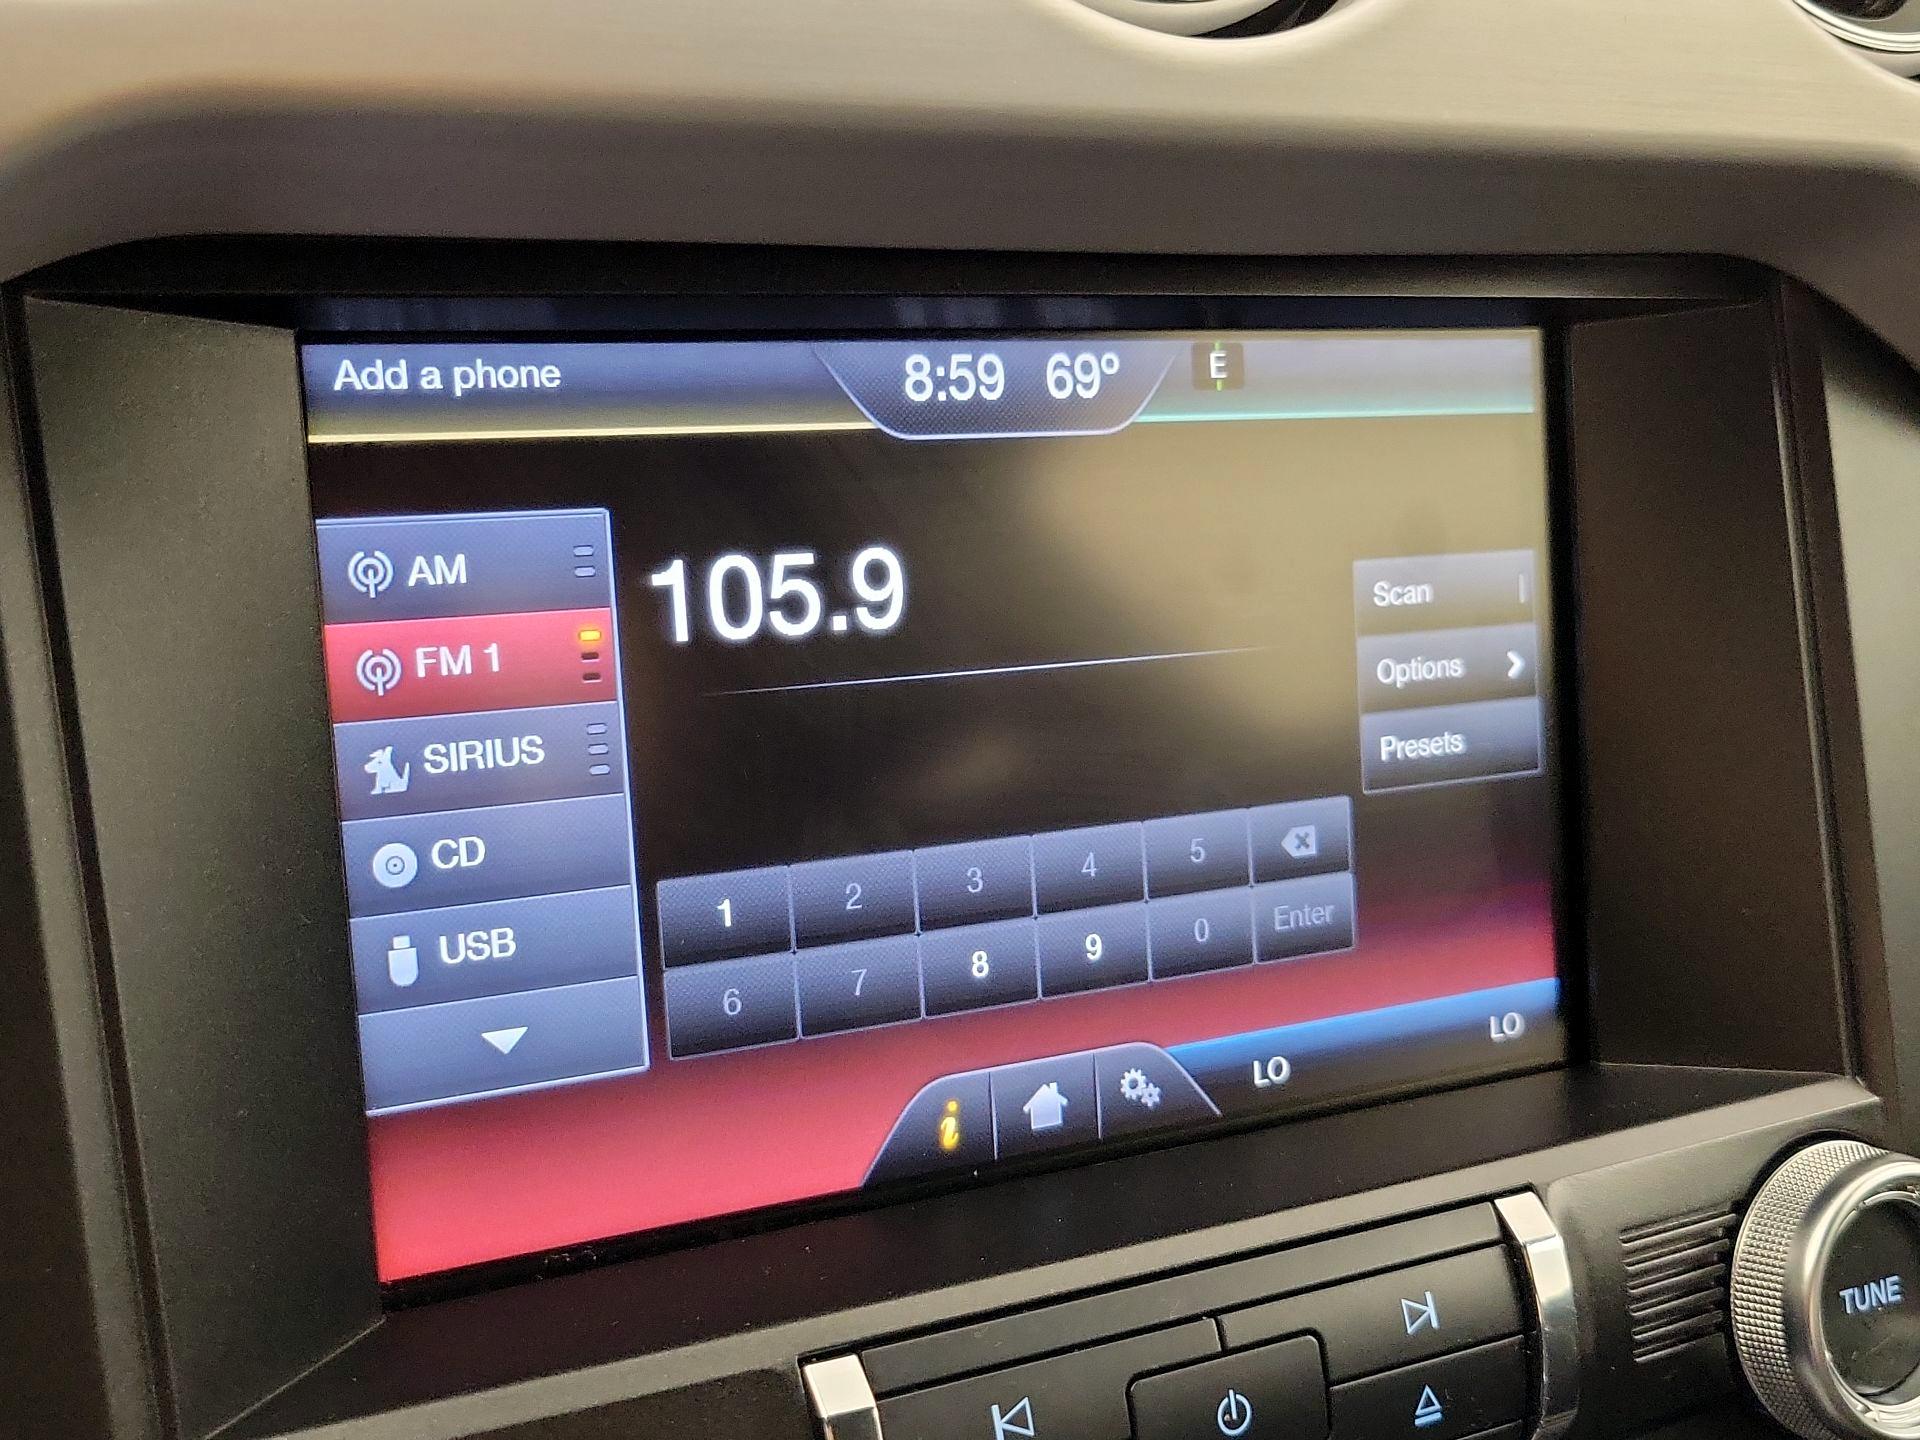 Add a phone
8:59 69° E
AM
FM 1
SIRIUS
CD
USB
105.9
Scan
Options
Presets
1 2 3 4 5
6 7 8 9 0 Enter
i
LO LO
TUNE